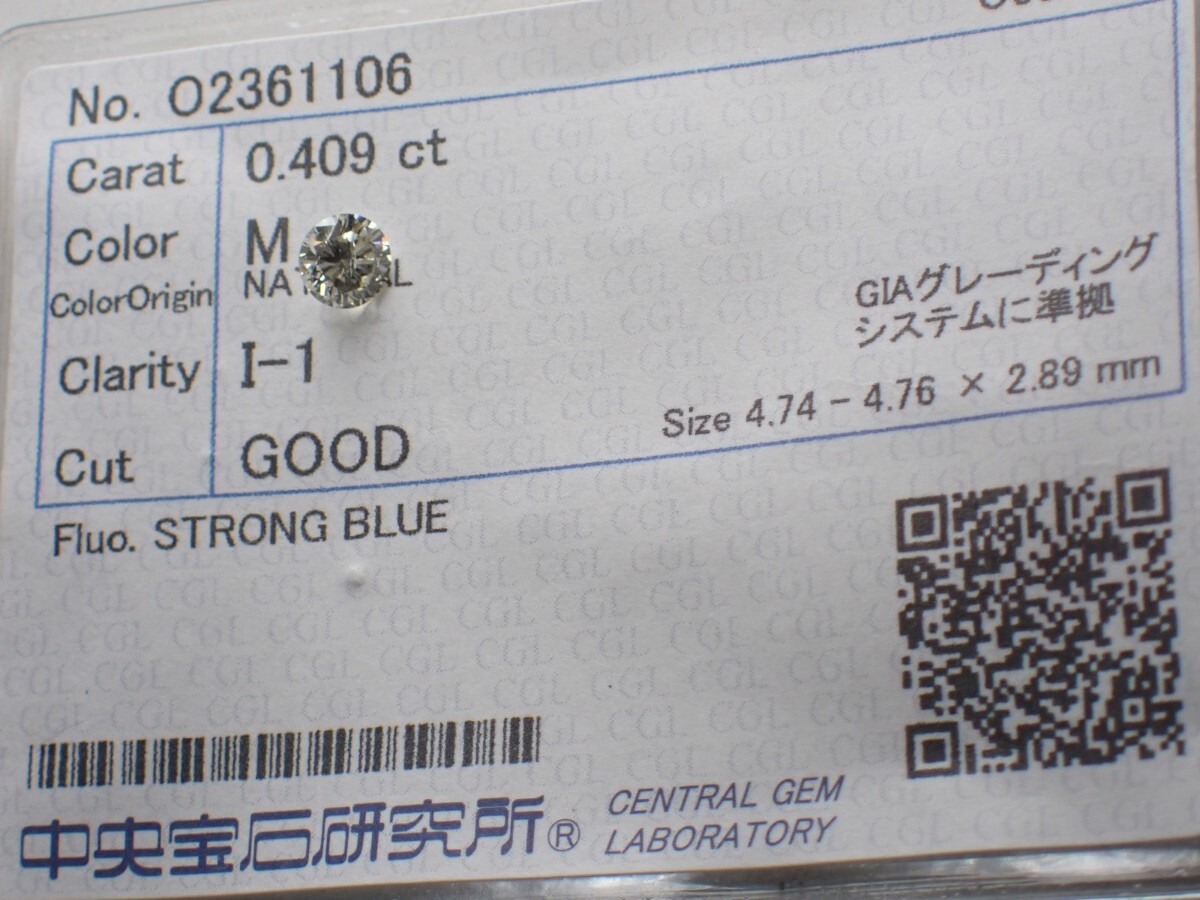 No. O2361106
Carat 0.409 ct
Color M
ColorOrigin
Clarity I-1
Cut GOOD
GIAグレーディング
システムに準拠
Size 4.74 - 4.76 × 2.89 mm
Fluo. STRONG BLUE
中央宝石研究所® CENTRAL GEM
LABORATORY
CGL